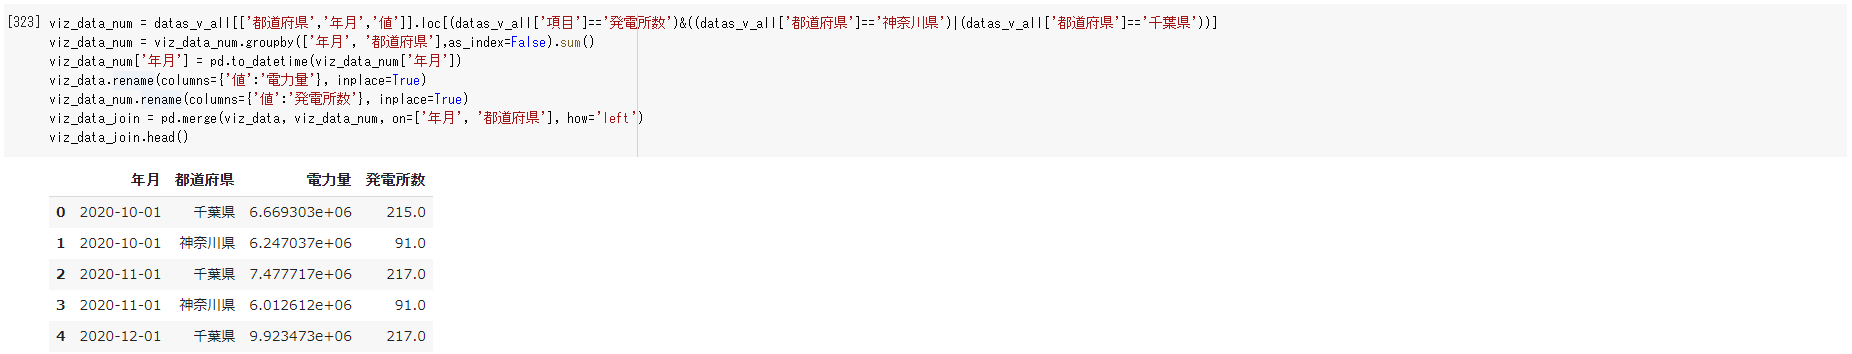 [323] viz_data_num = datas_v_all[['都道府県','年月','値']].loc[(datas_v_all['項目']=='発電所数')&((datas_v_all['都道府県']=='神奈川県')|(datas_v_all['都道府県']=='千葉県'))]
viz_data_num = viz_data_num.groupby(['年月', '都道府県'],as_index=False).sum()
viz_data_num['年月'] = pd.to_datetime(viz_data_num['年月'])
viz_data.rename(columns={'値':'電力量'}, inplace=True)
viz_data_num.rename(columns={'値':'発電所数'}, inplace=True)
viz_data_join = pd.merge(viz_data, viz_data_num, on=['年月', '都道府県'], how='left')
viz_data_join.head()
年月 都道府県 電力量 発電所数
0 2020-10-01 千葉県 6.669303e+06 215.0
1 2020-10-01 神奈川県 6.247037e+06 91.0
2 2020-11-01 千葉県 7.477717e+06 217.0
3 2020-11-01 神奈川県 6.012612e+06 91.0
4 2020-12-01 千葉県 9.923473e+06 217.0